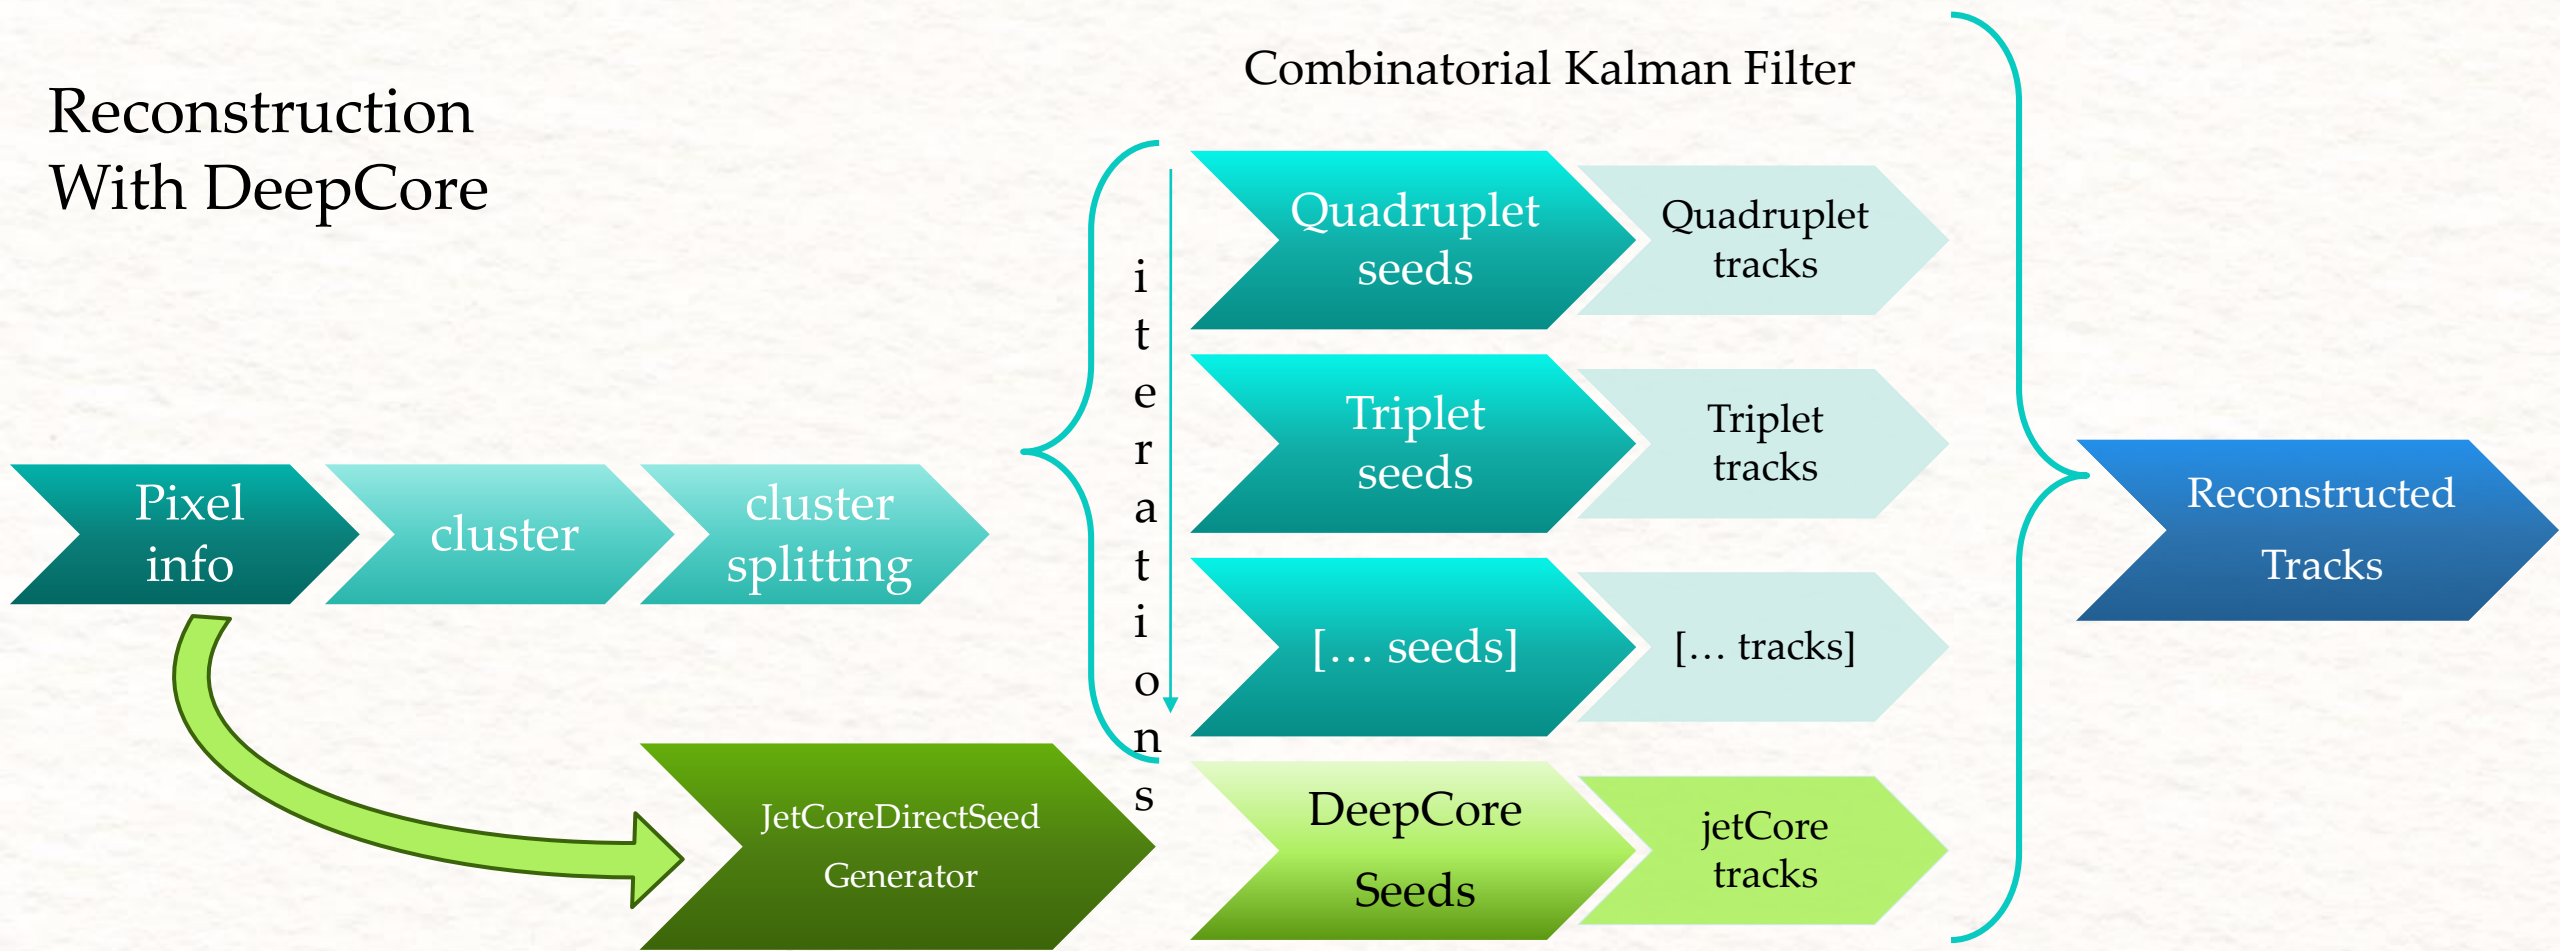 Reconstruction
With DeepCore
Combinatorial Kalman Filter
Pixel
info
cluster
cluster
splitting
iterations
Quadruplet
seeds
Quadruplet
tracks
Triplet
seeds
Triplet
tracks
[… seeds]
[… tracks]
JetCoreDirectSeed
Generator
DeepCore
Seeds
jetCore
tracks
Reconstructed
Tracks